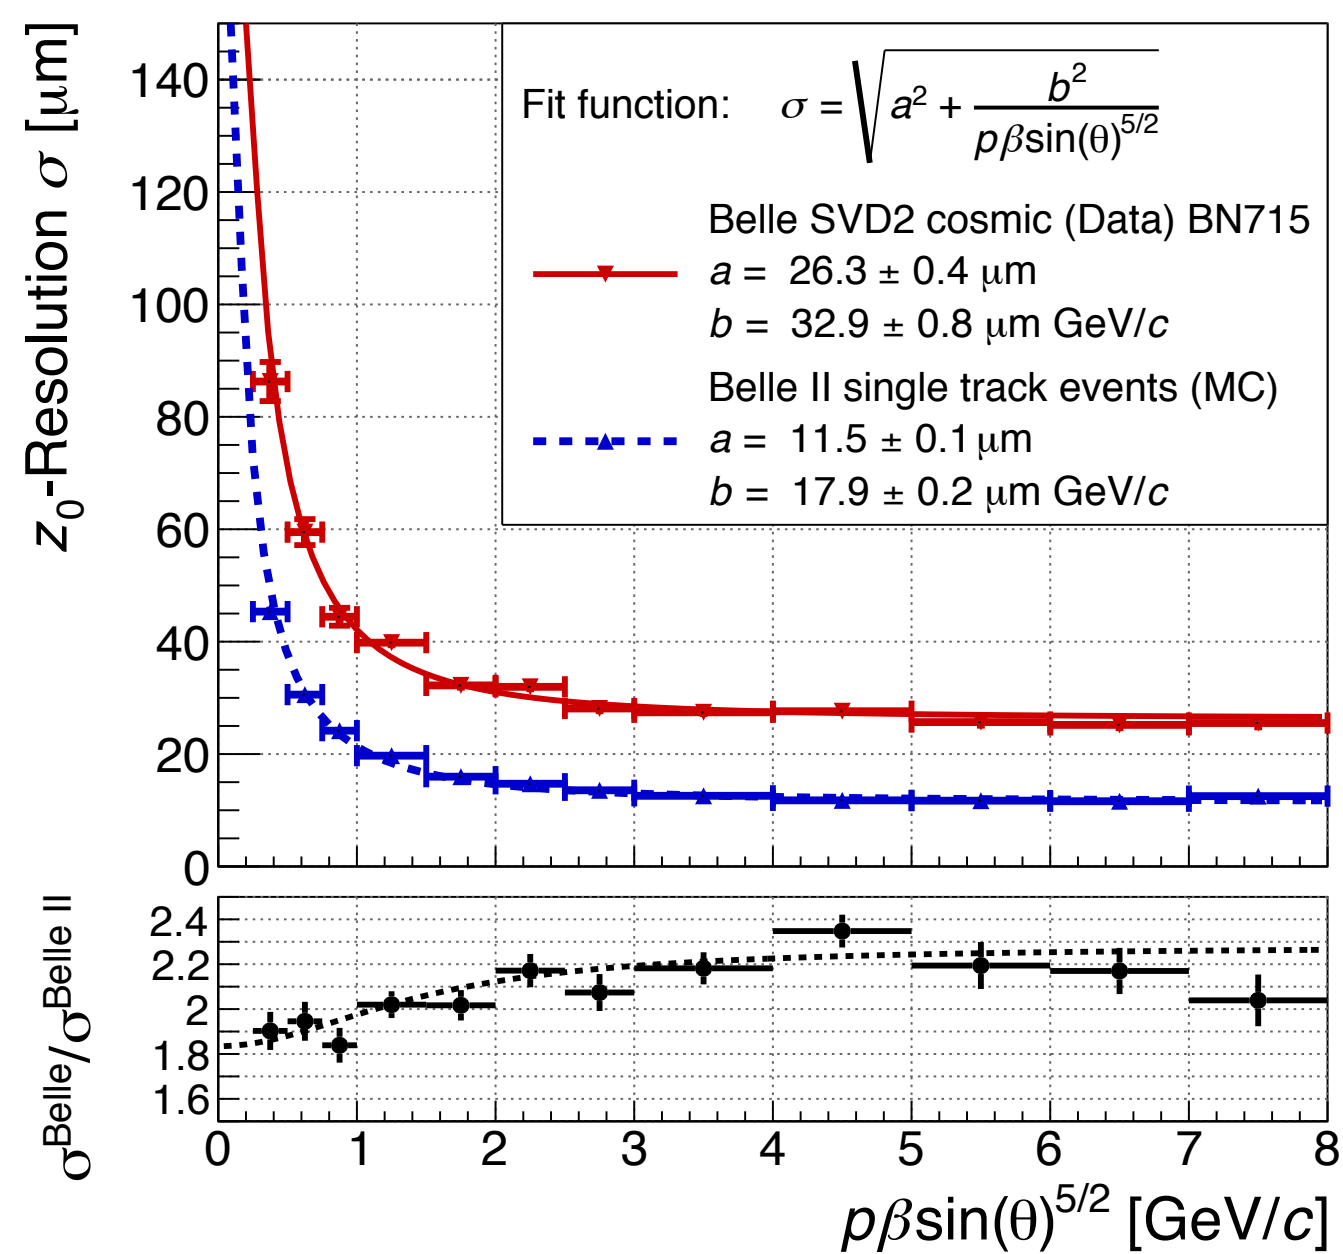 z₀-Resolution σ [μm]
140
120
100
80
60
40
20
0
Fit function: σ = √(a² + b² / pβsin(θ)^5/2)
Belle SVD2 cosmic (Data) BN715
a = 26.3 ± 0.4 μm
b = 32.9 ± 0.8 μm GeV/c
Belle II single track events (MC)
a = 11.5 ± 0.1 μm
b = 17.9 ± 0.2 μm GeV/c
σ^Belle/σ^Belle II
2.4
2.2
2
1.8
1.6
0 1 2 3 4 5 6 7 8
pβsin(θ)^5/2 [GeV/c]